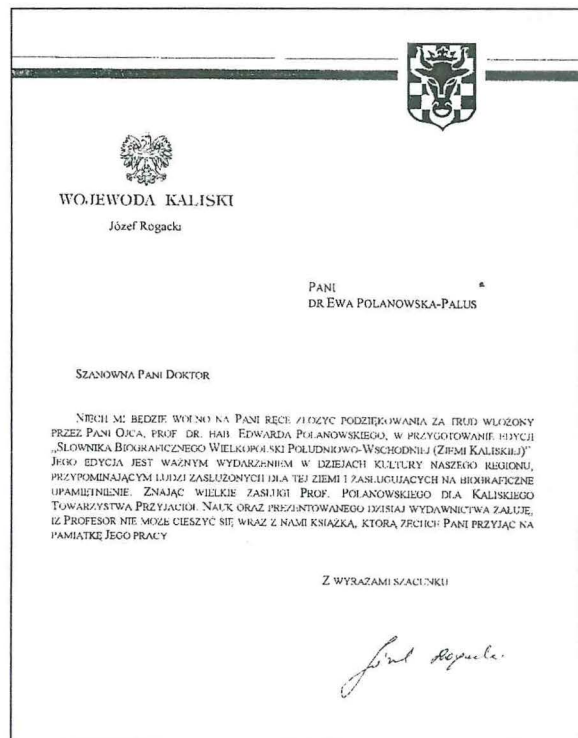 WOJEWODA KALISKI
Józef Rogacki
PANI
DR EWA POLANOWSKA-PALUS
SZANOWNA PANI DOKTOR
NIECH MI BĘDZIE WOLNO NA PANI RĘCE ZŁOŻYĆ PODZIĘKOWANIA ZA TRUD WŁOŻONY
PRZEZ PANI OJCA, PROF. DR. HAB. EDWARDA POLANOWSKIEGO, W PRZYGOTOWANIE EDYCJI
„SŁOWNIKA BIOGRAFICZNEGO WIELKOPOLSKI POŁUDNIOWO-WSCHODNIEJ (ZIEMI KALISKIEJ)”
JEGO EDYCJA JEST WAŻNYM WYDARZENIEM W DZIEJACH KULTURY NASZEGO REGIONU,
PRZYPOMINAJĄCYM LUDZI ZASŁUŻONYCH DLA TEJ ZIEMI I ZASŁUGUJĄCYCH NA BIOGRAFICZNE
UPAMIĘTNIENIE. ZNAJĄC WIELKIE ZASŁUGI PROF. POLANOWSKIEGO DLA KALISKIEGO
TOWARZYSTWA PRZYJACIÓŁ NAUK ORAZ PREZENTOWANEGO DZISIAJ WYDAWNICTWA ŻAŁUJĘ,
IŻ PROFESOR NIE MOŻE CIESZYĆ SIĘ WRAZ Z NAMI KSIĄŻKĄ, KTÓRĄ ZECHCE PANI PRZYJĄĆ NA
PAMIĄTKĘ JEGO PRACY
Z WYRAZAMI SZACUNKU